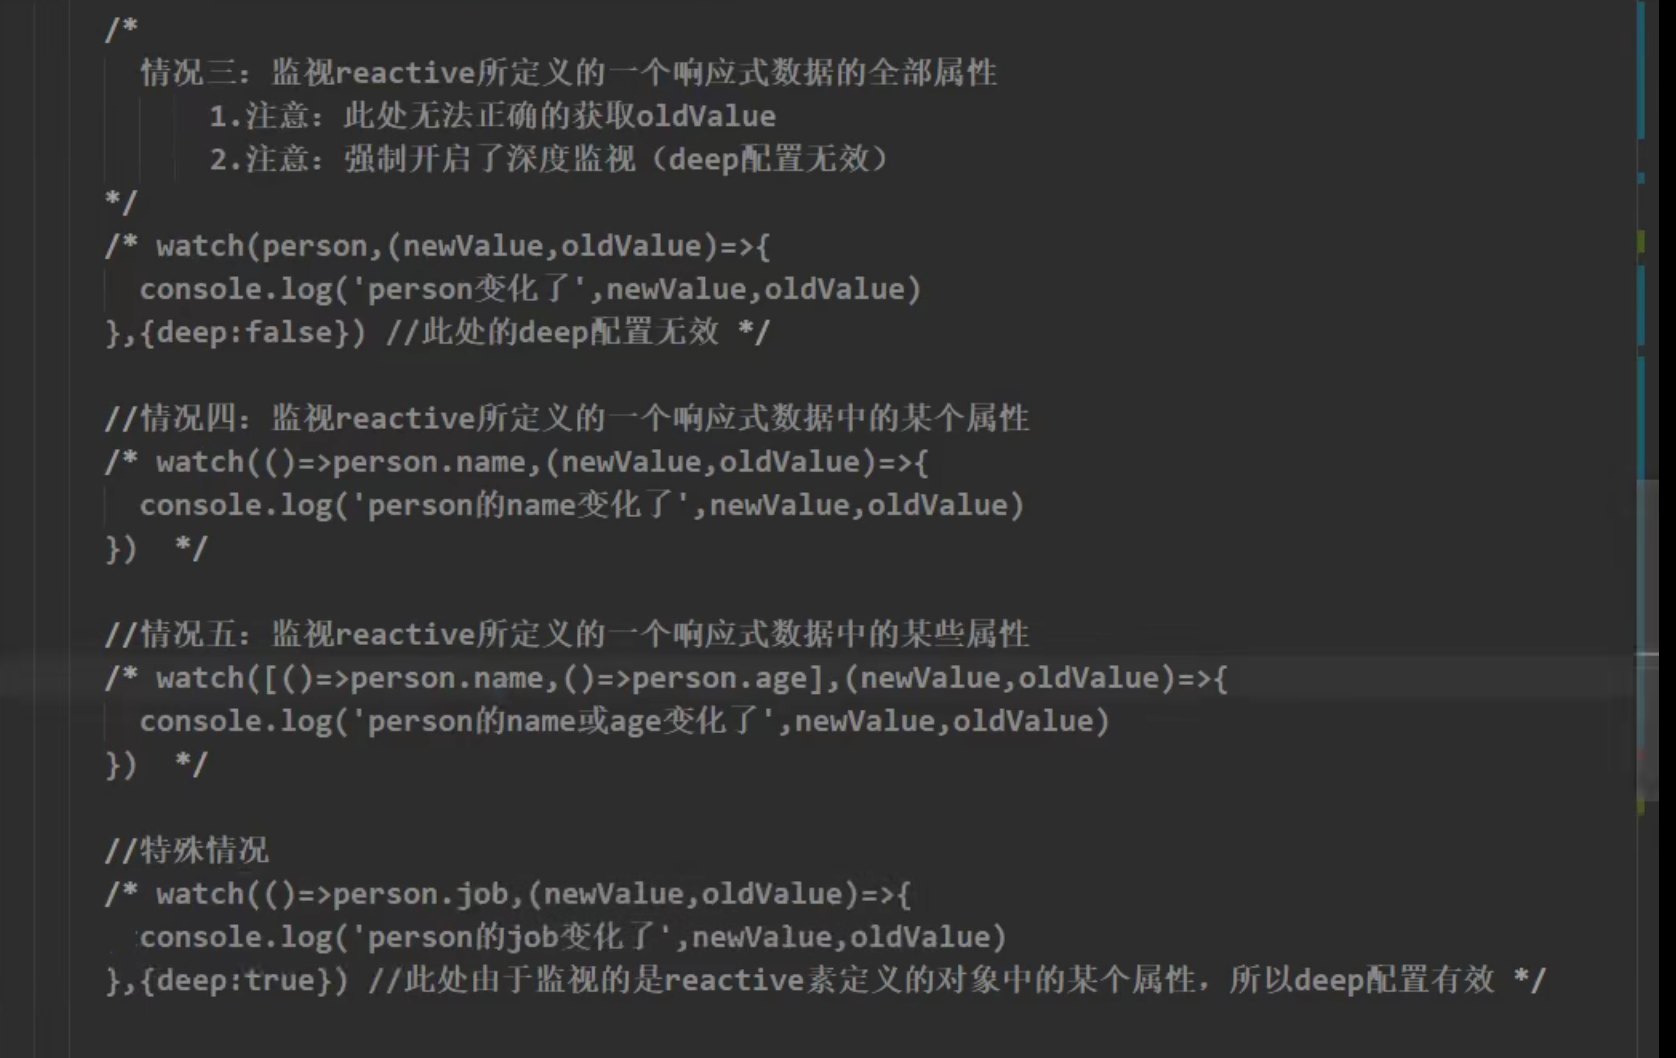 /*
情况三：监视reactive所定义的一个响应式数据的全部属性
1.注意：此处无法正确的获取oldValue
2.注意：强制开启了深度监视（deep配置无效）
*/
/* watch(person,(newValue,oldValue)=>{
console.log('person变化了',newValue,oldValue)
},{deep:false}) //此处的deep配置无效 */
//情况四：监视reactive所定义的一个响应式数据中的某个属性
/* watch(()=>person.name,(newValue,oldValue)=>{
console.log('person的name变化了',newValue,oldValue)
})  */
//情况五：监视reactive所定义的一个响应式数据中的某些属性
/* watch([()=>person.name,()=>person.age],(newValue,oldValue)=>{
console.log('person的name或age变化了',newValue,oldValue)
})  */
//特殊情况
/* watch(()=>person.job,(newValue,oldValue)=>{
console.log('person的job变化了',newValue,oldValue)
},{deep:true}) //此处由于监视的是reactive素定义的对象中的某个属性，所以deep配置有效 */